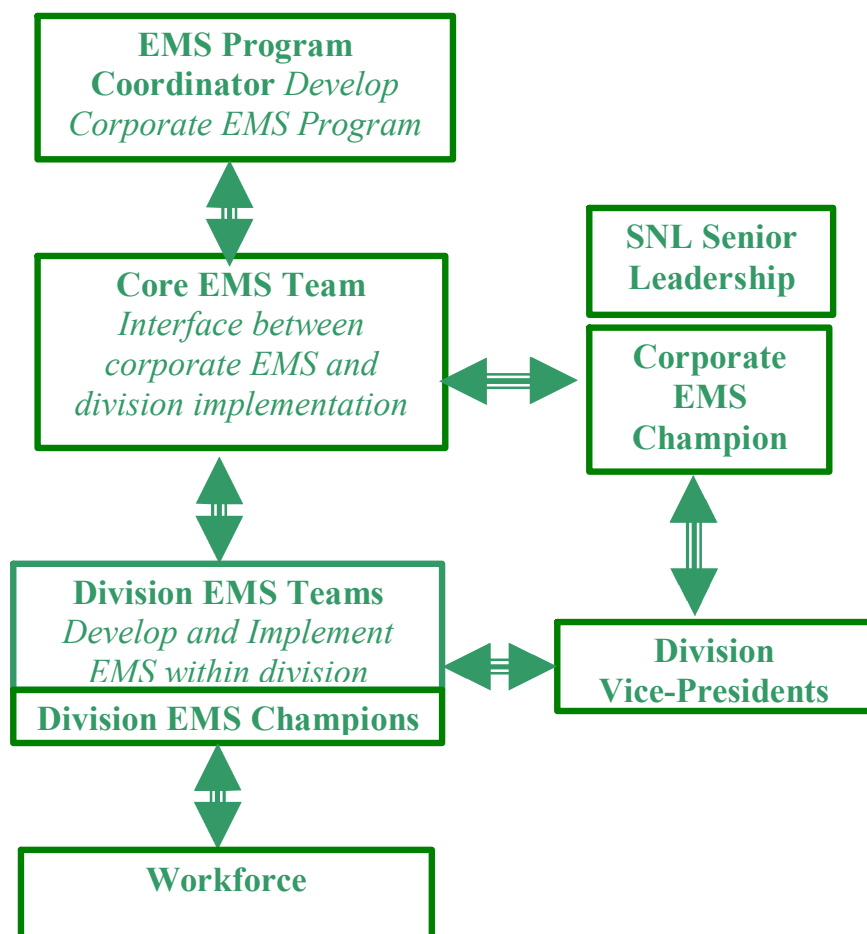 EMS Program
Coordinator Develop
Corporate EMS Program
SNL Senior
Leadership
Core EMS Team
Interface between
corporate EMS and
division implementation
Corporate
EMS
Champion
Division EMS Teams
Develop and Implement
EMS within division
Division EMS Champions
Division
Vice-Presidents
Workforce